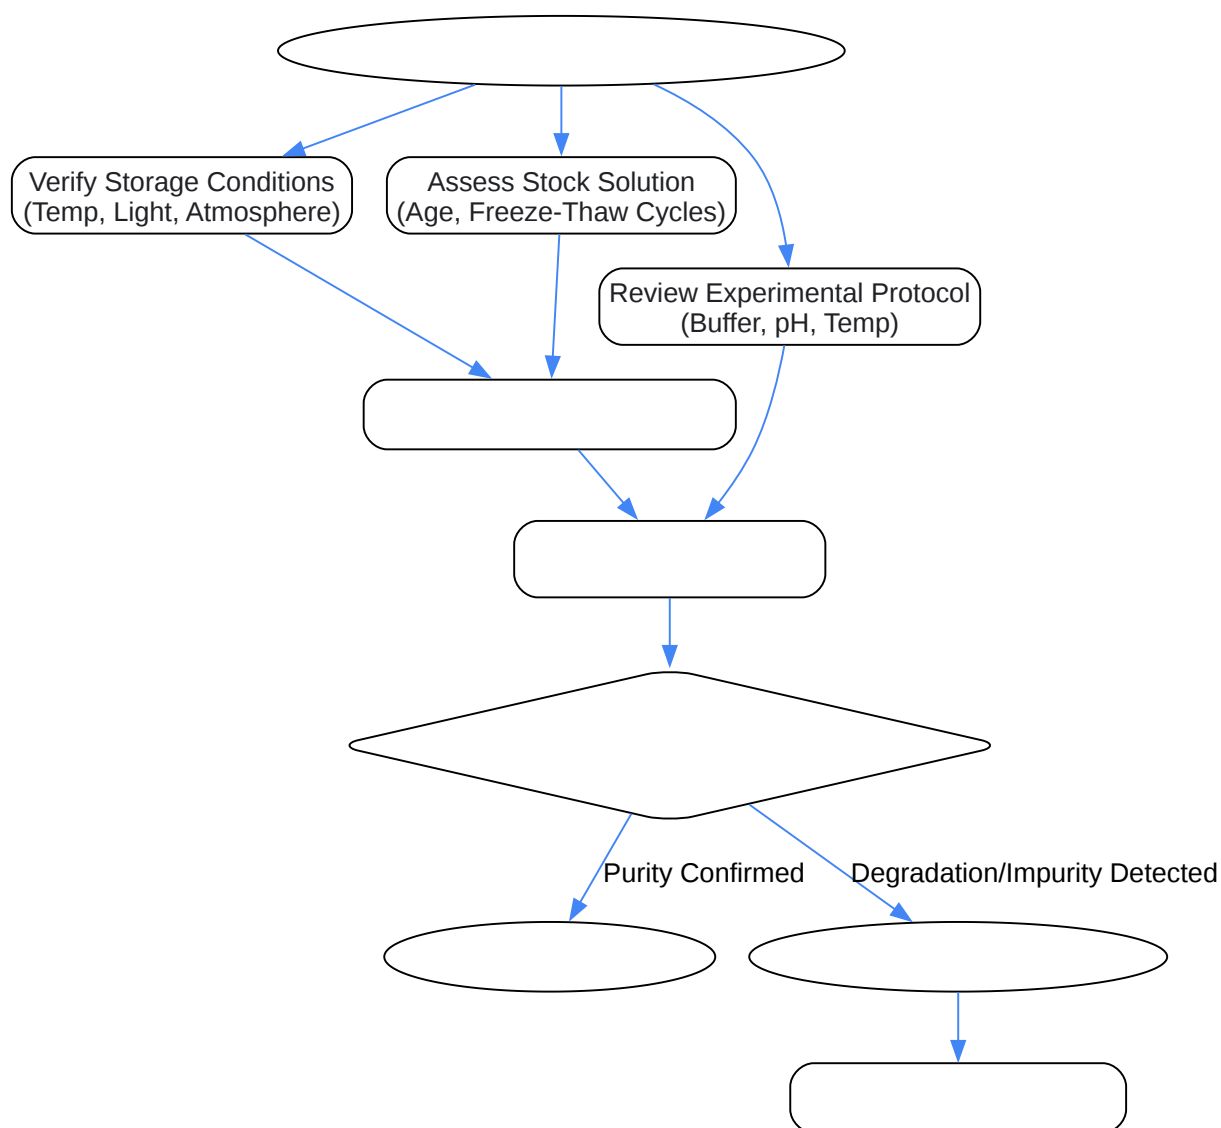 Verify Storage Conditions
(Temp, Light, Atmosphere)
Assess Stock Solution
(Age, Freeze-Thaw Cycles)
Review Experimental Protocol
(Buffer, pH, Temp)
Purity Confirmed
Degradation/Impurity Detected